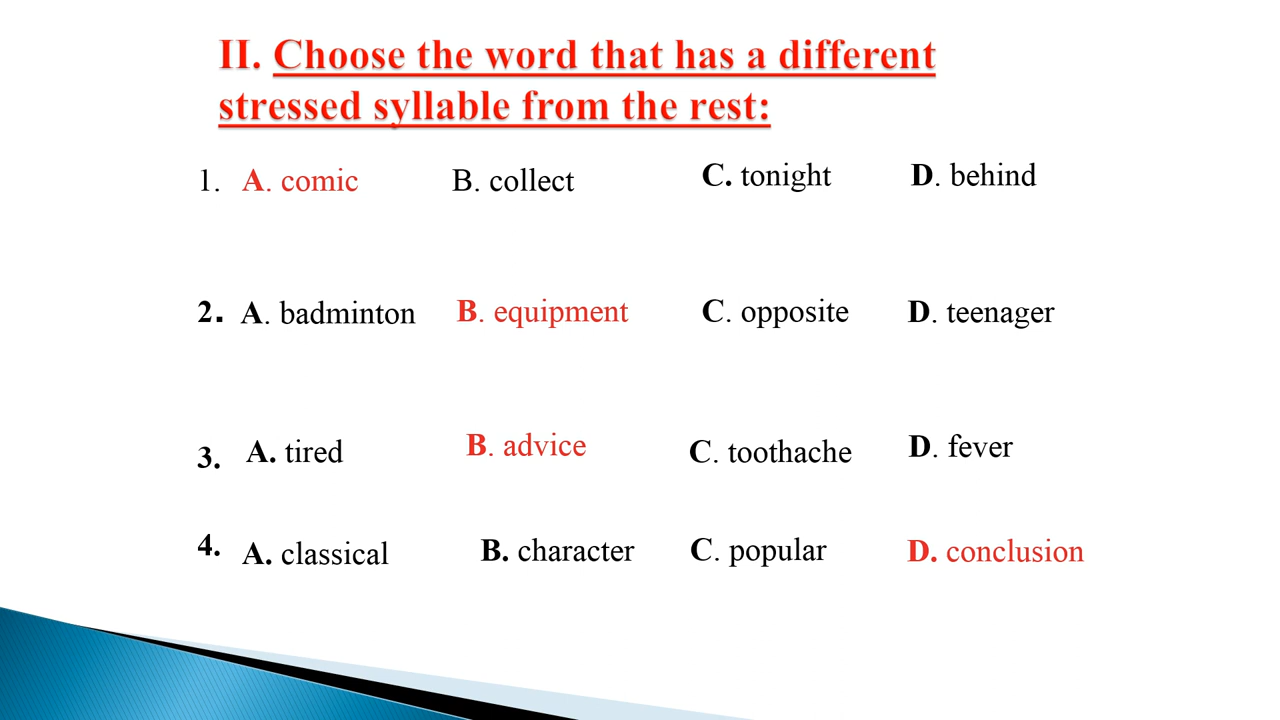 II. Choose the word that has a different
stressed syllable from the rest:
1. A. comic B. collect C. tonight D. behind
2. A. badminton B. equipment C. opposite D. teenager
3. A. tired B. advice C. toothache D. fever
4. A. classical B. character C. popular D. conclusion